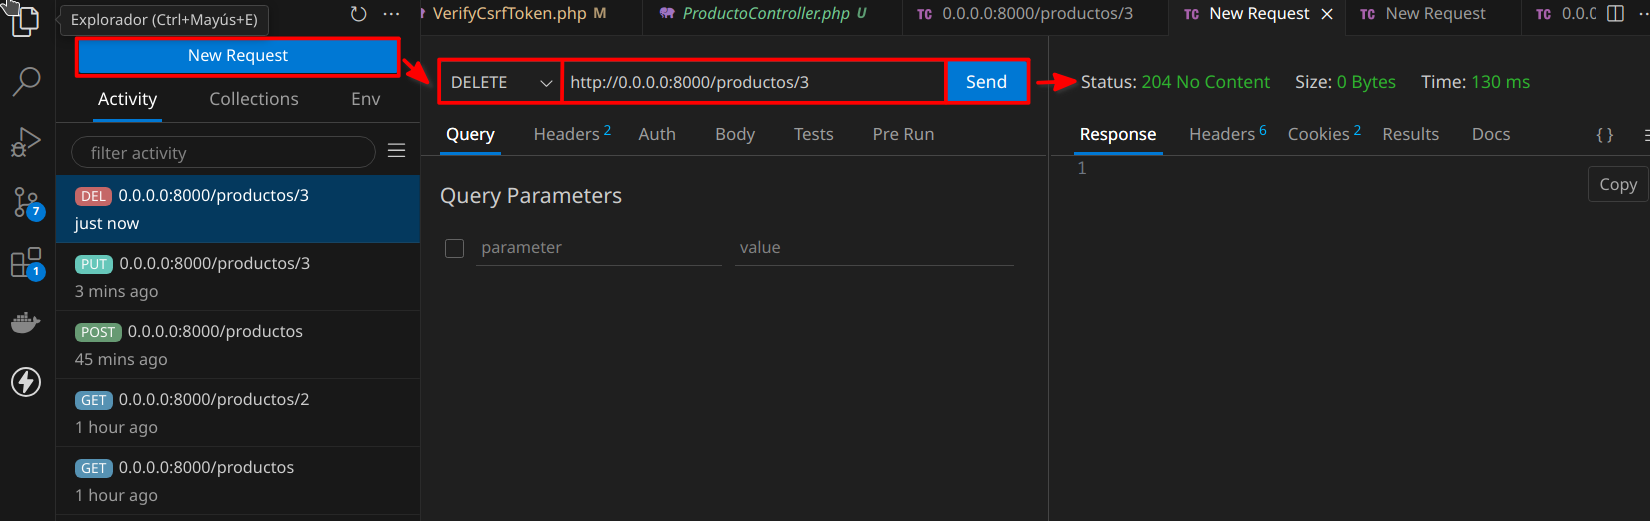 Explorador (Ctrl+Mayús+E)
New Request
Activity Collections Env
filter activity
DEL 0.0.0.0:8000/productos/3
just now
PUT 0.0.0.0:8000/productos/3
3 mins ago
POST 0.0.0.0:8000/productos
45 mins ago
GET 0.0.0.0:8000/productos/2
1 hour ago
GET 0.0.0.0:8000/productos
1 hour ago
7
1
VerifyCsrfToken.php M ProductoController.php U TC 0.0.0.0:8000/productos/3 TC New Request TC New Request TC 0.0.
DELETE http://0.0.0.0:8000/productos/3 Send
Query Headers 2 Auth Body Tests Pre Run
Query Parameters
parameter value
Status: 204 No Content Size: 0 Bytes Time: 130 ms
Response Headers 6 Cookies 2 Results Docs { }
1
Copy